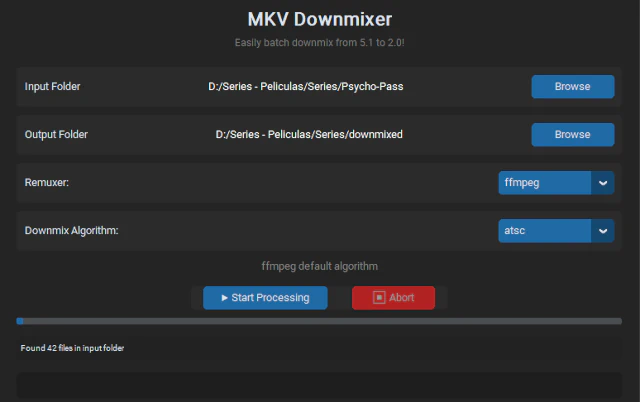 MKV Downmixer
Easily batch downmix from 5.1 to 2.0!
Input Folder D:/Series - Peliculas/Series/Psycho-Pass Browse
Output Folder D:/Series - Peliculas/Series/downmixed Browse
Remuxer: ffmpeg
Downmix Algorithm: atsc
ffmpeg default algorithm
Start Processing Abort
Found 42 files in input folder